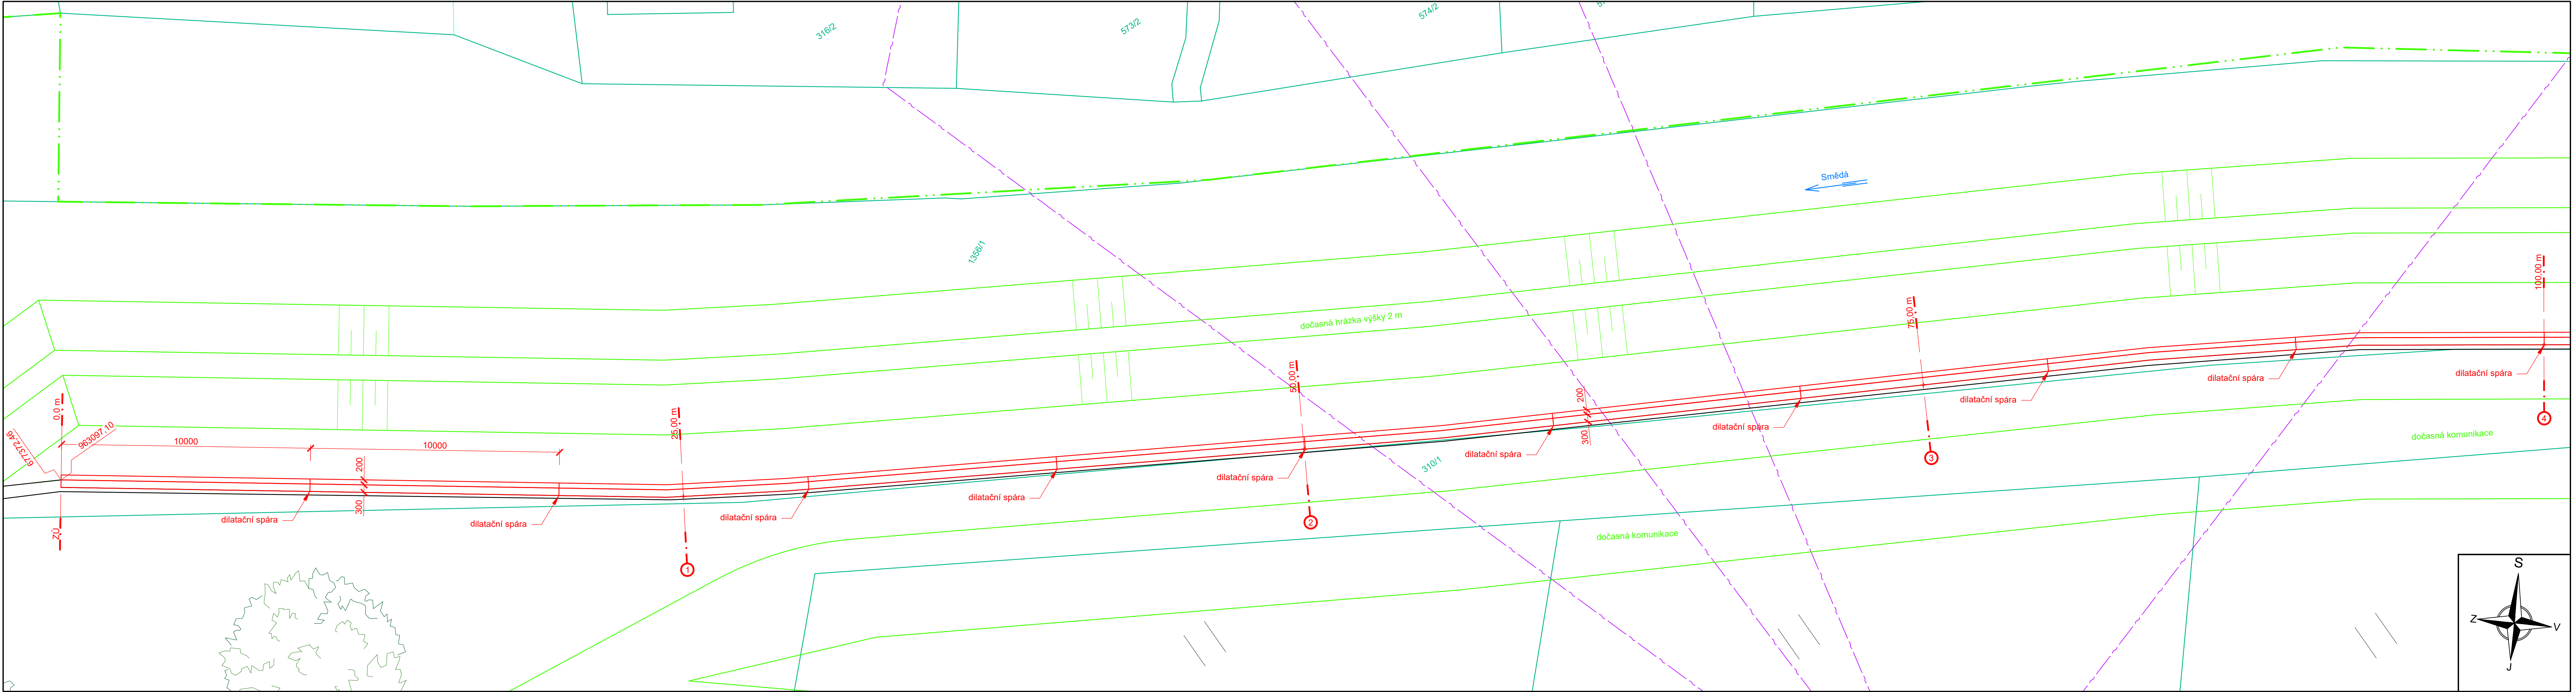 316/2
573/2
574/2
Smědá
1356/1
dočasná hrázka výšky 2 m
0,0 m
25,00 m
50,00 m
75,00 m
100,00 m
677372,46
963097,10
10000
10000
200
300
200
300
dilatační spára
dilatační spára
dilatační spára
dilatační spára
dilatační spára
dilatační spára
dilatační spára
dilatační spára
dilatační spára
dilatační spára
310/1
dočasná komunikace
dočasná komunikace
ZÚ
1
2
3
4
S
Z
V
J